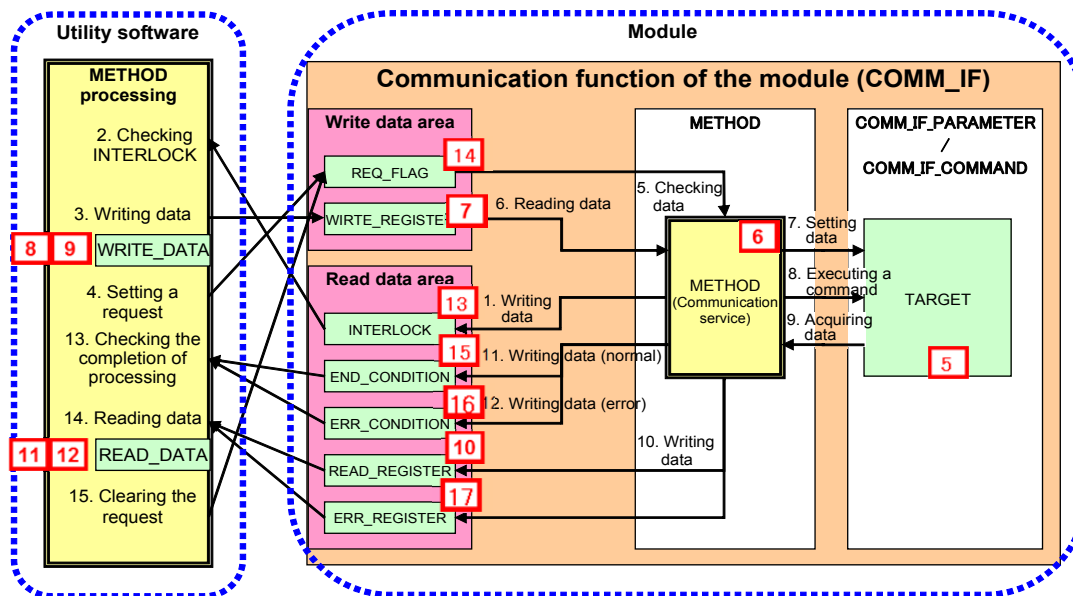 Utility software
METHOD
processing
2. Checking
INTERLOCK
3. Writing data
8
9
WRITE_DATA
4. Setting a
request
13. Checking the
completion of
processing
14. Reading data
11
12
READ_DATA
15. Clearing the
request
Module
Communication function of the module (COMM_IF)
Write data area
14
REQ_FLAG
7
WIRTE_REGISTER
Read data area
13
INTERLOCK
15
END_CONDITION
16
ERR_CONDITION
10
READ_REGISTER
17
ERR_REGISTER
METHOD
5. Checking
data
6. Reading data
1. Writing
data
11. Writing data (normal)
12. Writing data (error)
10. Writing
data
6
METHOD
(Communication
service)
COMM_IF_PARAMETER
/
COMM_IF_COMMAND
7. Setting
data
8. Executing a
command
9. Acquiring
data
TARGET
5